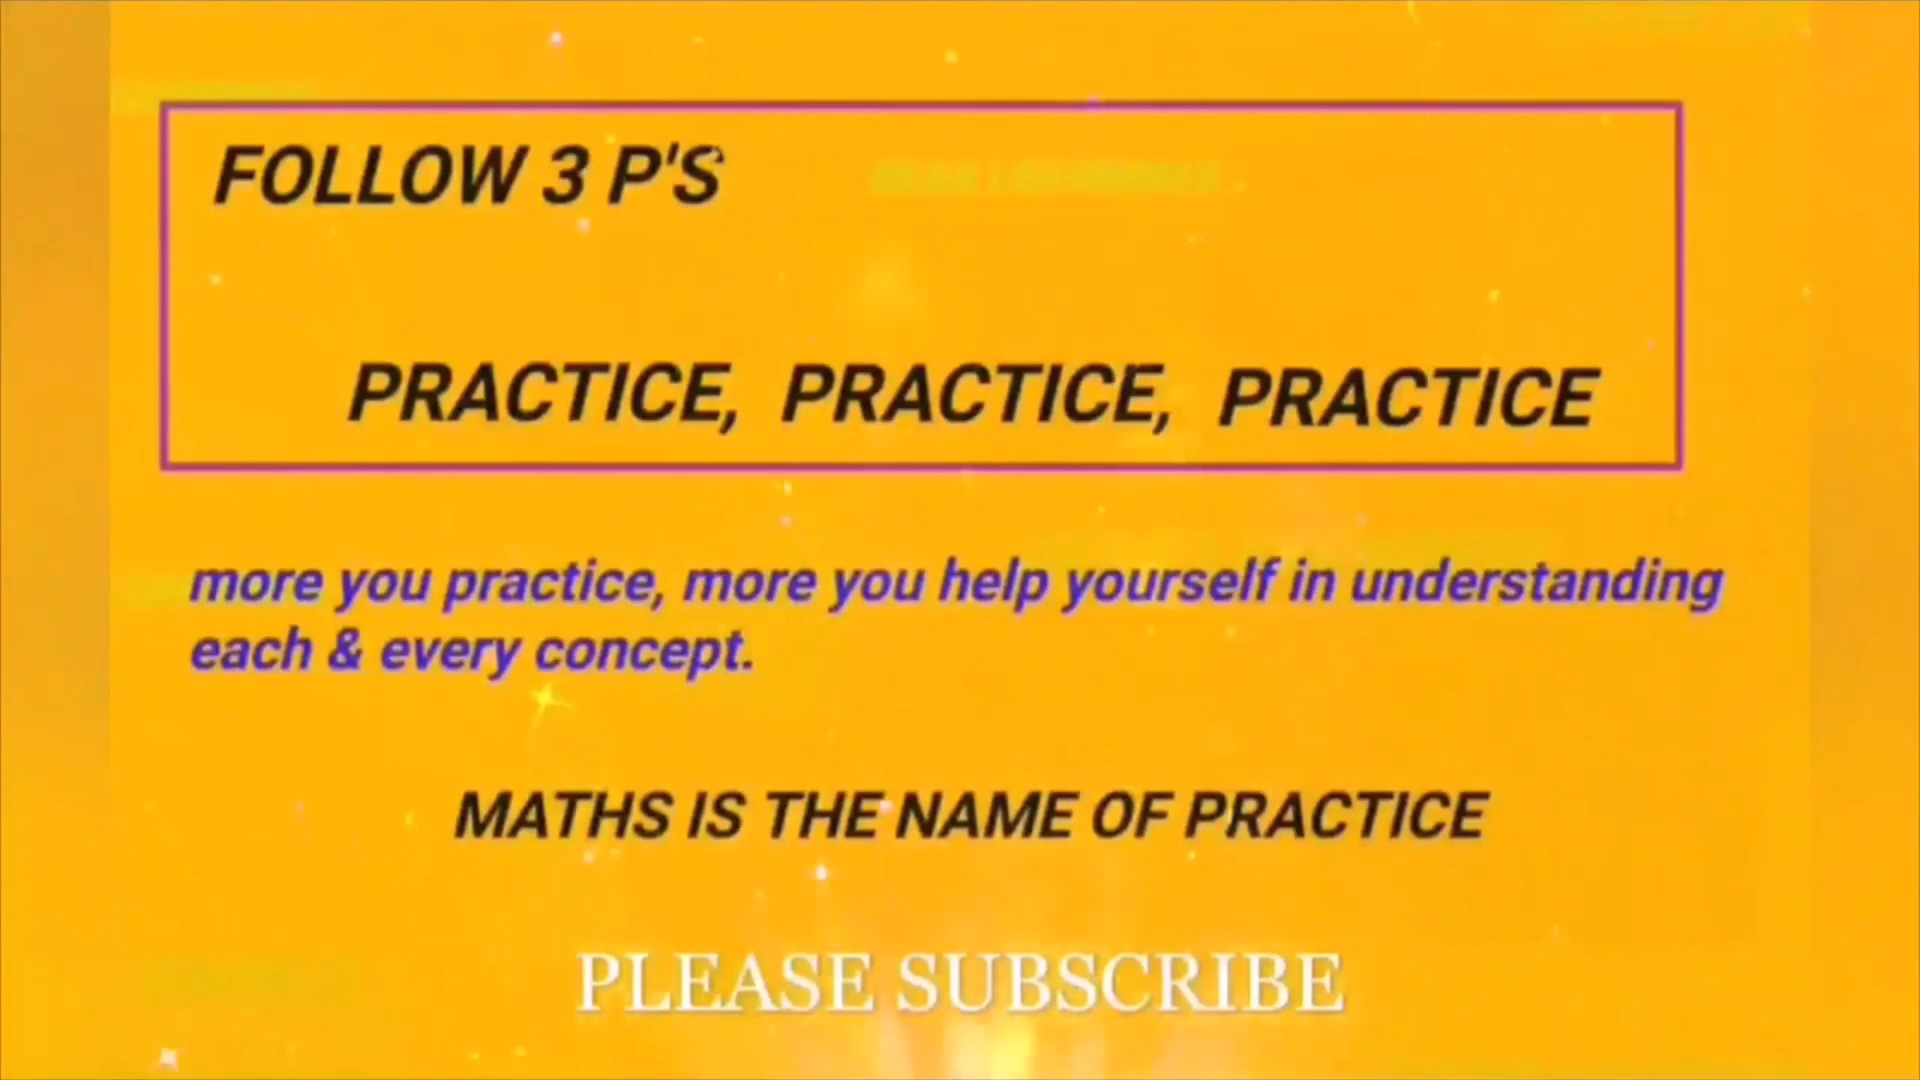 FOLLOW 3 P'S
PRACTICE, PRACTICE, PRACTICE
more you practice, more you help yourself in understanding
each & every concept.
MATHS IS THE NAME OF PRACTICE
PLEASE SUBSCRIBE